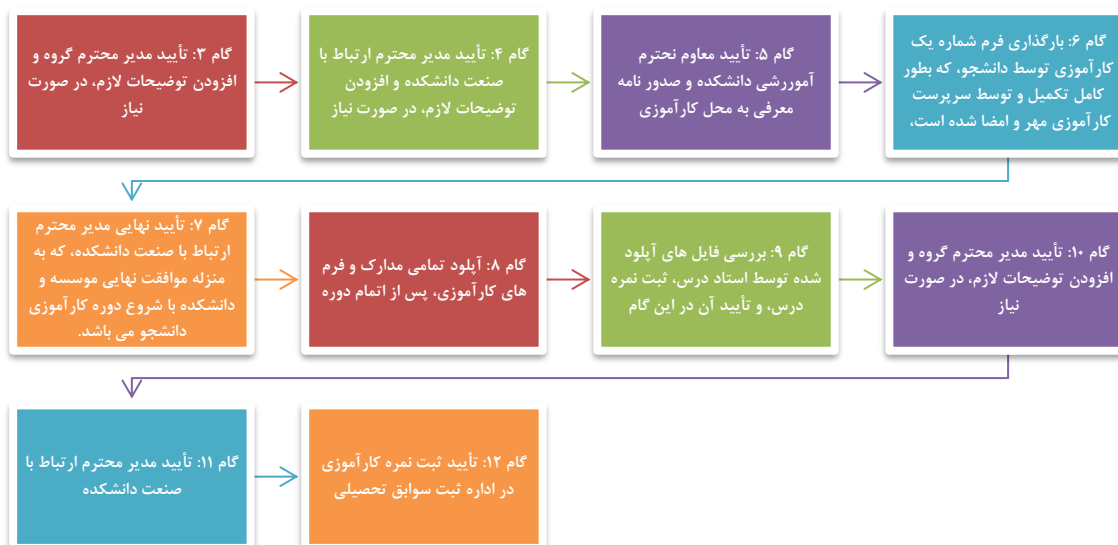 گام ۳: تأیید مدیر محترم گروه و
افزودن توضیحات لازم، در صورت
نیاز
گام ۴: تأیید مدیر محترم ارتباط با
صنعت دانشکده و افزودن
توضیحات لازم، در صورت نیاز
گام ۵: تأیید معاوم نحترم
آموررشی دانشکده و صدور نامه
معرفی به محل کارآموزی
گام ۶: بارگذاری فرم شماره یک
کارآموزی توسط دانشجو، که بطور
کامل تکمیل و توسط سرپرست
کارآموزی مهر و امضا شده است،
گام ۷: تأیید نهایی مدیر محترم
ارتباط با صنعت دانشکده، که به
منزله موافقت نهایی موسسه و
دانشکده با شروع دوره کارآموزی
دانشجو می باشد.
گام ۸: آپلود تمامی مدارک و فرم
های کارآموزی، پس از اتمام دوره
گام ۹: بررسی فایل های آپلود
شده توسط استاد درس، ثبت نمره
درس، و تأیید آن در این گام
گام ۱۰: تأیید مدیر محترم گروه و
افزودن توضیحات لازم، در صورت
نیاز
گام ۱۱: تأیید مدیر محترم ارتباط با
صنعت دانشکده
گام ۱۲: تأیید ثبت نمره کارآموزی
در اداره ثبت سوابق تحصیلی